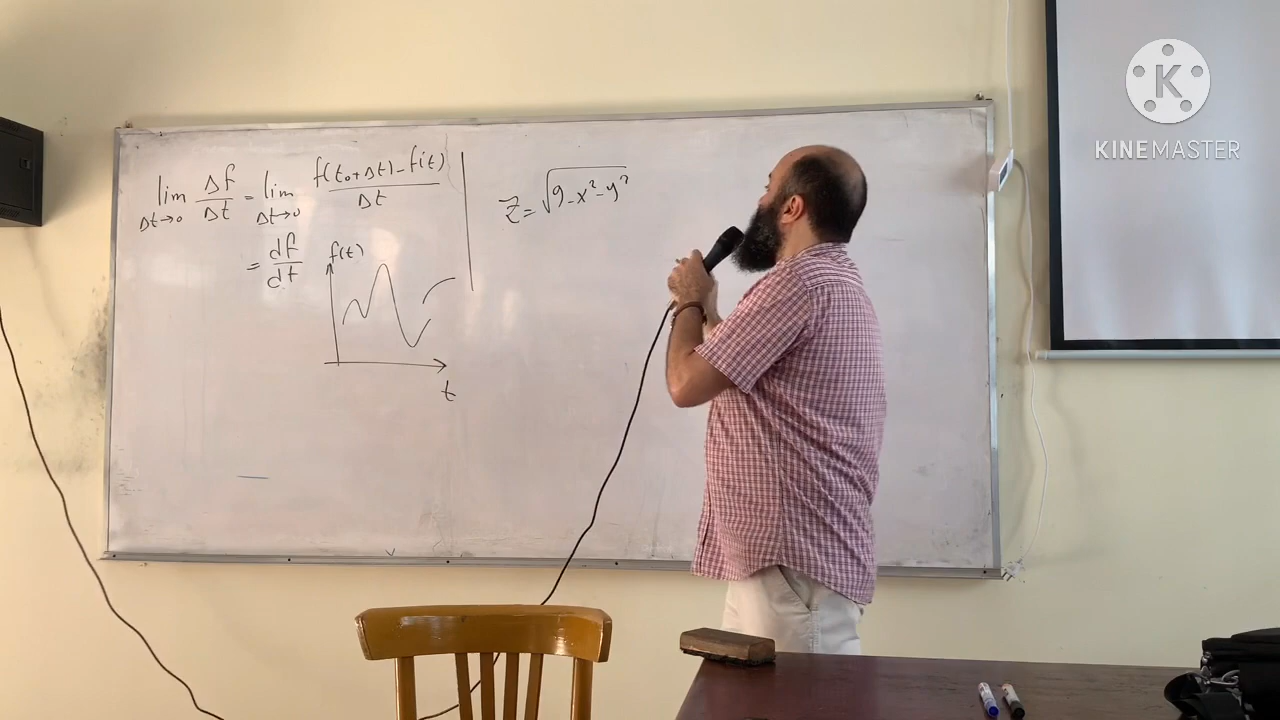 lim Δf/Δt = lim f(t₀+Δt)-f(t)/Δt
Δt→0 Δt→0
= df/dt
f(t)
t
z = √9-x²-y²
K
KINEMASTER